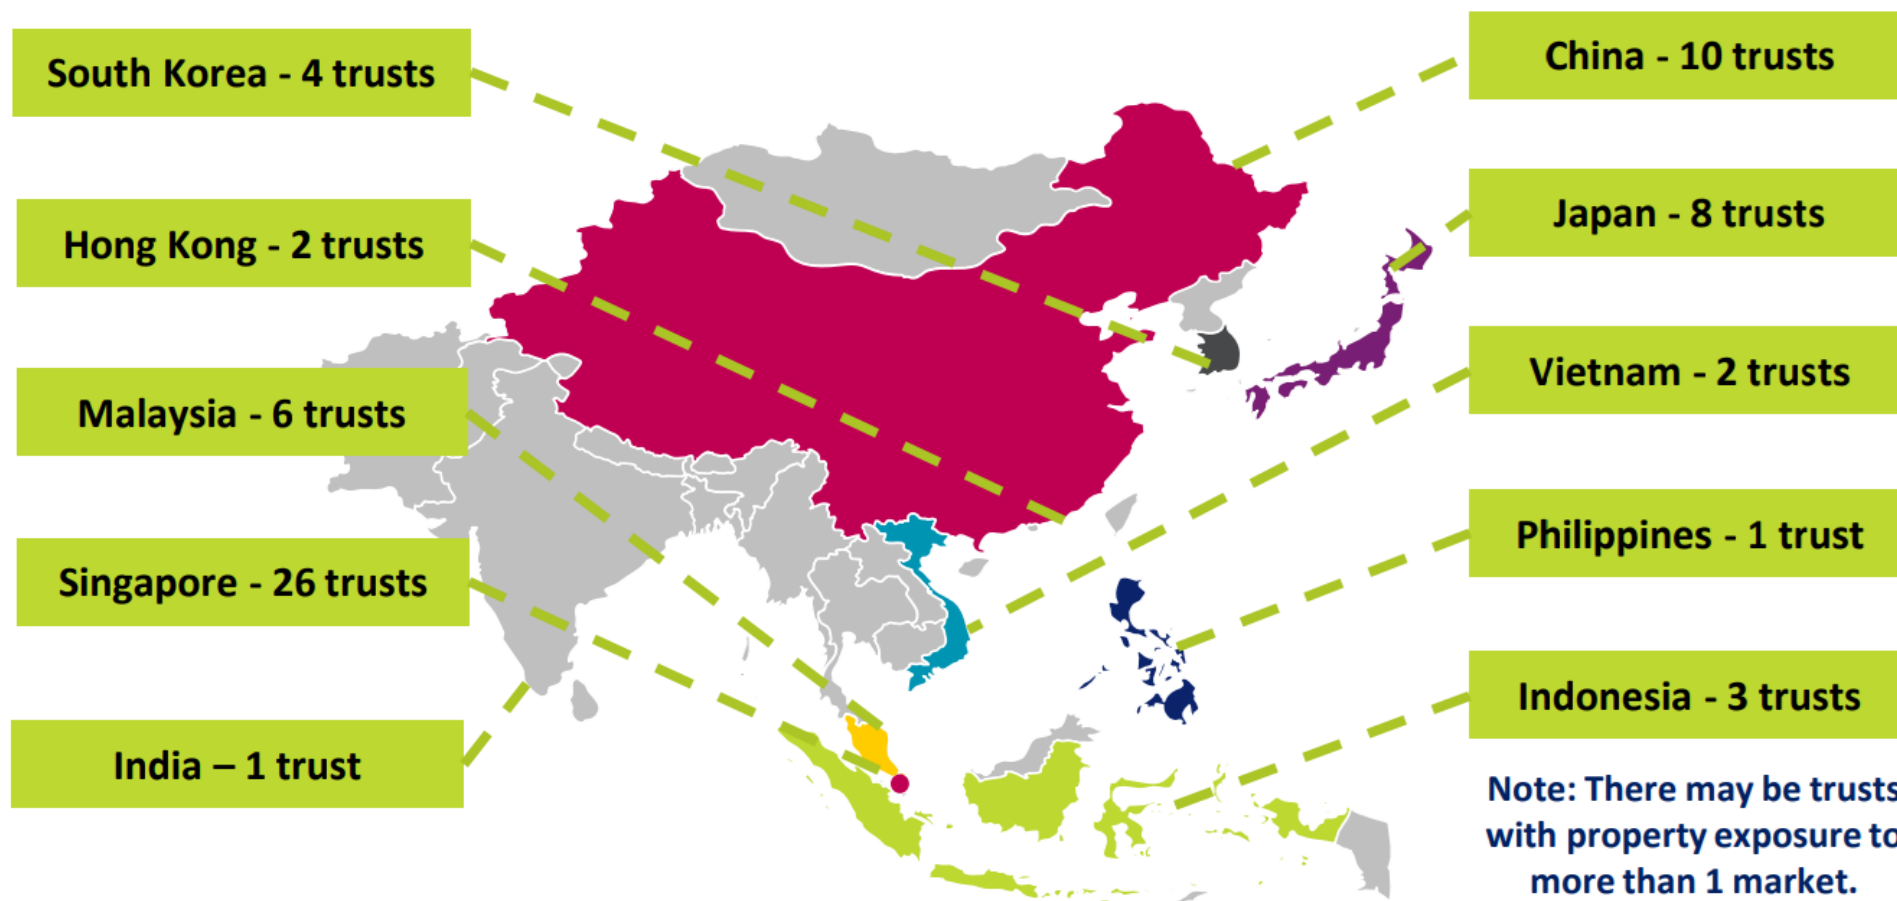 South Korea - 4 trusts
Hong Kong - 2 trusts
Malaysia - 6 trusts
Singapore - 26 trusts
India – 1 trust
China - 10 trusts
Japan - 8 trusts
Vietnam - 2 trusts
Philippines - 1 trust
Indonesia - 3 trusts
Note: There may be trusts
with property exposure to
more than 1 market.